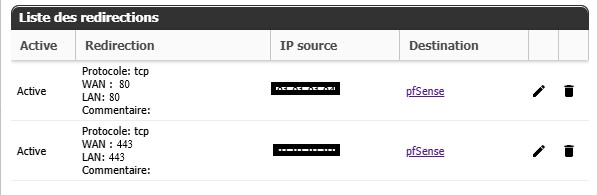 Liste des redirections
Active Redirection IP source Destination
Active
Protocole: tcp
WAN : 80
LAN: 80
Commentaire:
pfSense
Active
Protocole: tcp
WAN : 443
LAN: 443
Commentaire:
pfSense